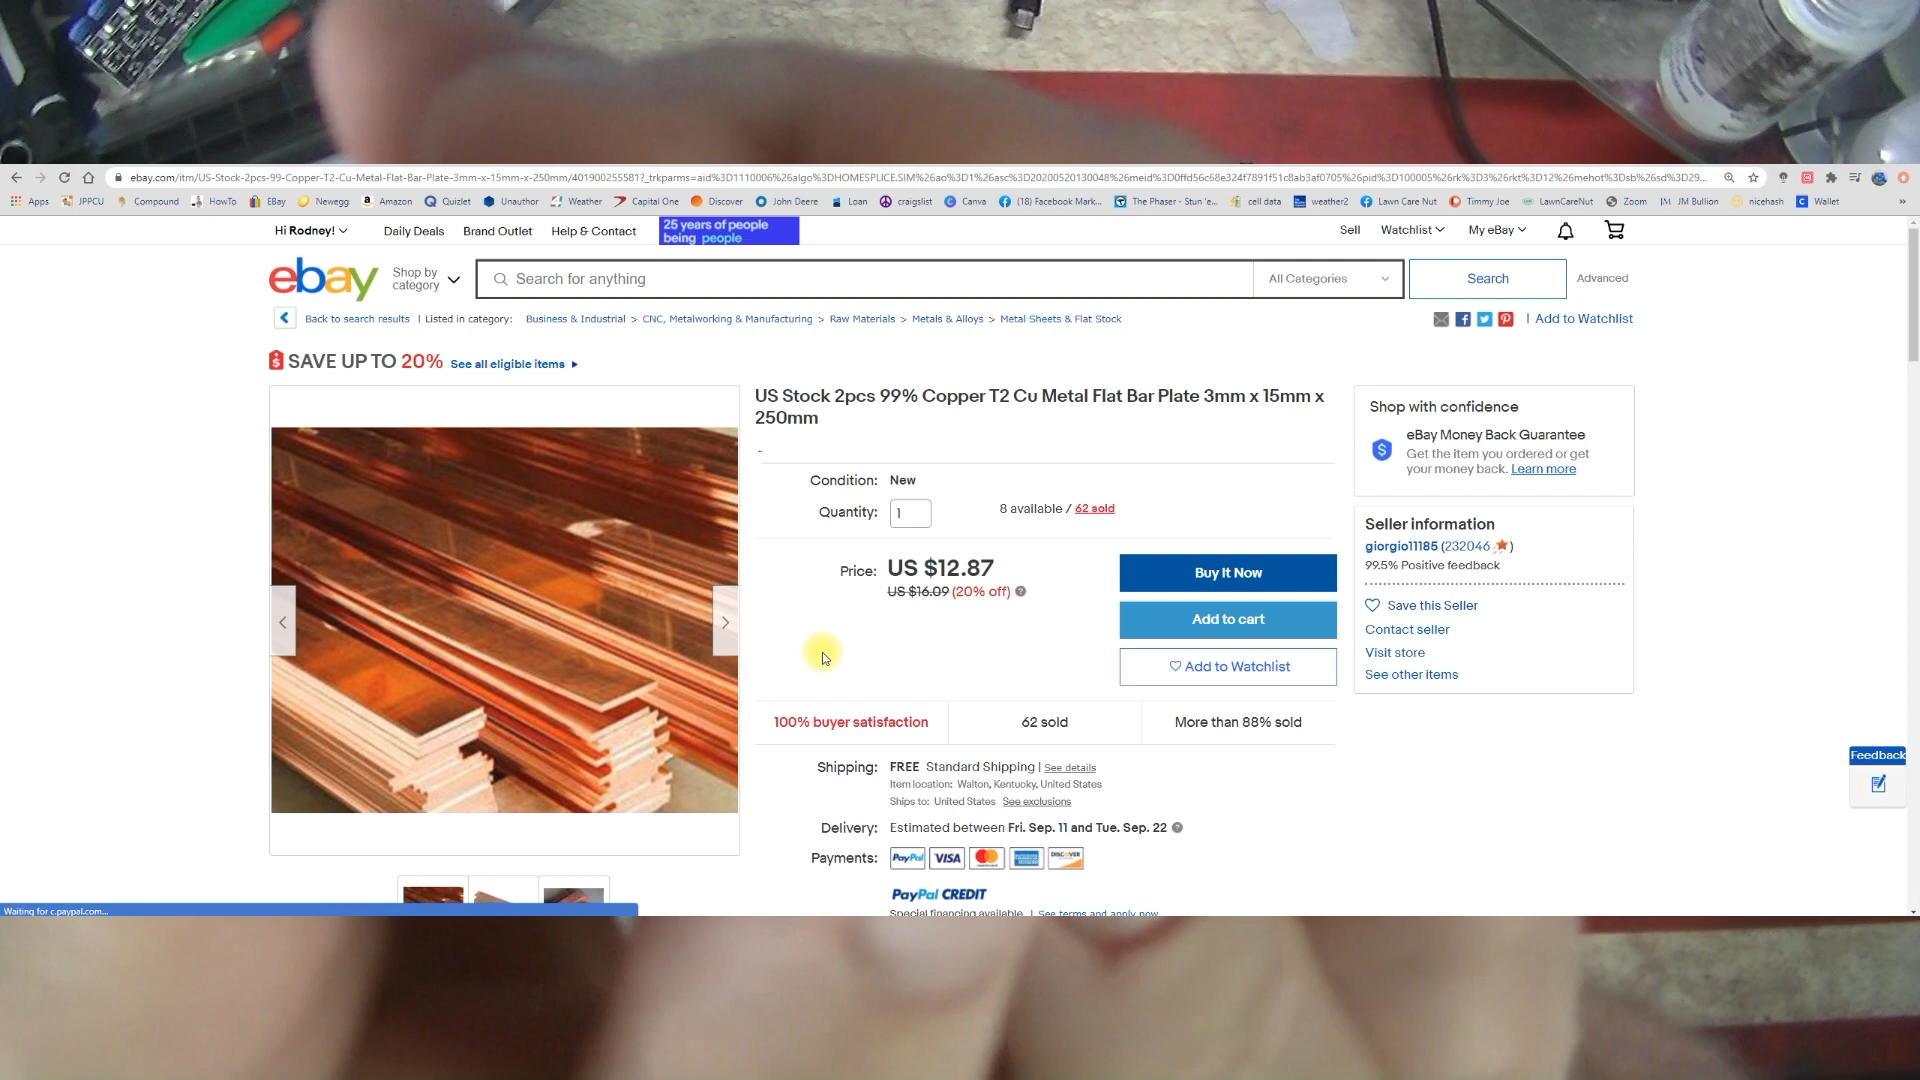 ebay.com/itm/US-Stock-2pcs-99-Copper-T2-Cu-Metal-Flat-Bar-Plate-3mm-x-15mm-x-250mm/401900255581?_trkparms=aid%3D1110006%26algo%3DHOMESPLICE.SIM%26ao%3D1%26asc%3D20200520130048%26meid%3D0ffd56c68e324f7891f51c8ab3af0705%26pid%3D100005%26rk%3D3%26rkt%3D12%26mehot%3Dsb%26sd%3D29...
Apps JPPCU Compound HowTo EBay Newegg Amazon Quizlet Unauthor Weather Capital One Discover John Deere Loan craigslist Canva (18) Facebook Mark... The Phaser - Stun 'e... cell data weather2 Lawn Care Nut Timmy Joe LawnCareNut Zoom JM Bullion nicehash Wallet »
Hi Rodney! Daily Deals Brand Outlet Help & Contact 25 years of people being people Sell Watchlist My eBay
ebay Shop by category Search for anything All Categories Search Advanced
Back to search results | Listed in category: Business & Industrial > CNC, Metalworking & Manufacturing > Raw Materials > Metals & Alloys > Metal Sheets & Flat Stock | Add to Watchlist
SAVE UP TO 20% See all eligible items
US Stock 2pcs 99% Copper T2 Cu Metal Flat Bar Plate 3mm x 15mm x
250mm
-
Condition: New
Quantity: 1 8 available / 62 sold
Price: US $12.87
US $16.09 (20% off)
Buy It Now
Add to cart
Add to Watchlist
100% buyer satisfaction 62 sold More than 88% sold
Shipping: FREE Standard Shipping | See details
Item location: Walton, Kentucky, United States
Ships to: United States See exclusions
Delivery: Estimated between Fri. Sep. 11 and Tue. Sep. 22
Payments: PayPal VISA DISCOVER
PayPal CREDIT
Special financing available. | See terms and apply now
Shop with confidence
eBay Money Back Guarantee
Get the item you ordered or get
your money back. Learn more
Seller information
giorgio11185 (232046)
99.5% Positive feedback
Save this Seller
Contact seller
Visit store
See other items
Feedback
Waiting for c.paypal.com...